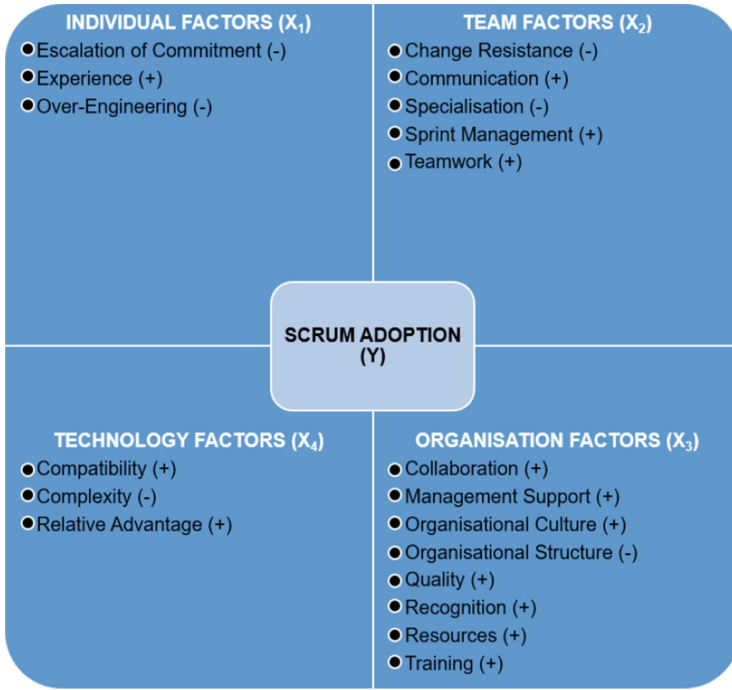 INDIVIDUAL FACTORS (X₁)
Escalation of Commitment (-)
Experience (+)
Over-Engineering (-)
TEAM FACTORS (X₂)
Change Resistance (-)
Communication (+)
Specialisation (-)
Sprint Management (+)
Teamwork (+)
SCRUM ADOPTION
(Y)
TECHNOLOGY FACTORS (X₄)
Compatibility (+)
Complexity (-)
Relative Advantage (+)
ORGANISATION FACTORS (X₃)
Collaboration (+)
Management Support (+)
Organisational Culture (+)
Organisational Structure (-)
Quality (+)
Recognition (+)
Resources (+)
Training (+)